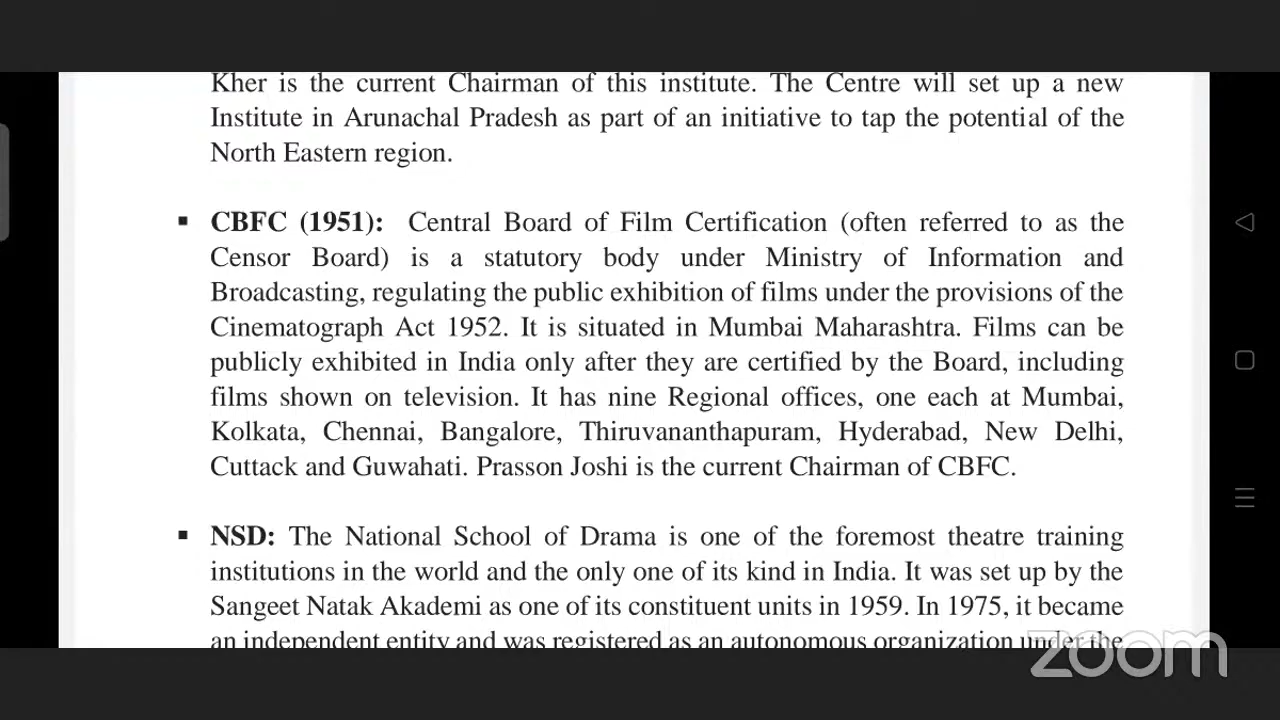 Kher is the current Chairman of this institute. The Centre will set up a new
Institute in Arunachal Pradesh as part of an initiative to tap the potential of the
North Eastern region.
▪ CBFC (1951): Central Board of Film Certification (often referred to as the
Censor Board) is a statutory body under Ministry of Information and
Broadcasting, regulating the public exhibition of films under the provisions of the
Cinematograph Act 1952. It is situated in Mumbai Maharashtra. Films can be
publicly exhibited in India only after they are certified by the Board, including
films shown on television. It has nine Regional offices, one each at Mumbai,
Kolkata, Chennai, Bangalore, Thiruvananthapuram, Hyderabad, New Delhi,
Cuttack and Guwahati. Prasson Joshi is the current Chairman of CBFC.
▪ NSD: The National School of Drama is one of the foremost theatre training
institutions in the world and the only one of its kind in India. It was set up by the
Sangeet Natak Akademi as one of its constituent units in 1959. In 1975, it became
an independent entity and was registered as an autonomous organization under the
zoom